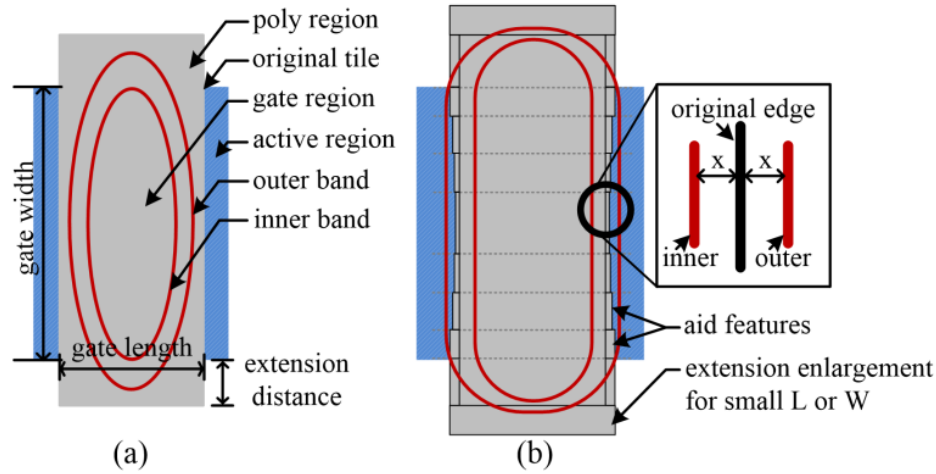 poly region
original tile
gate region
active region
outer band
inner band
gate width
gate length
extension
distance
(a)
original edge
x
x
inner
outer
aid features
extension enlargement
for small L or W
(b)